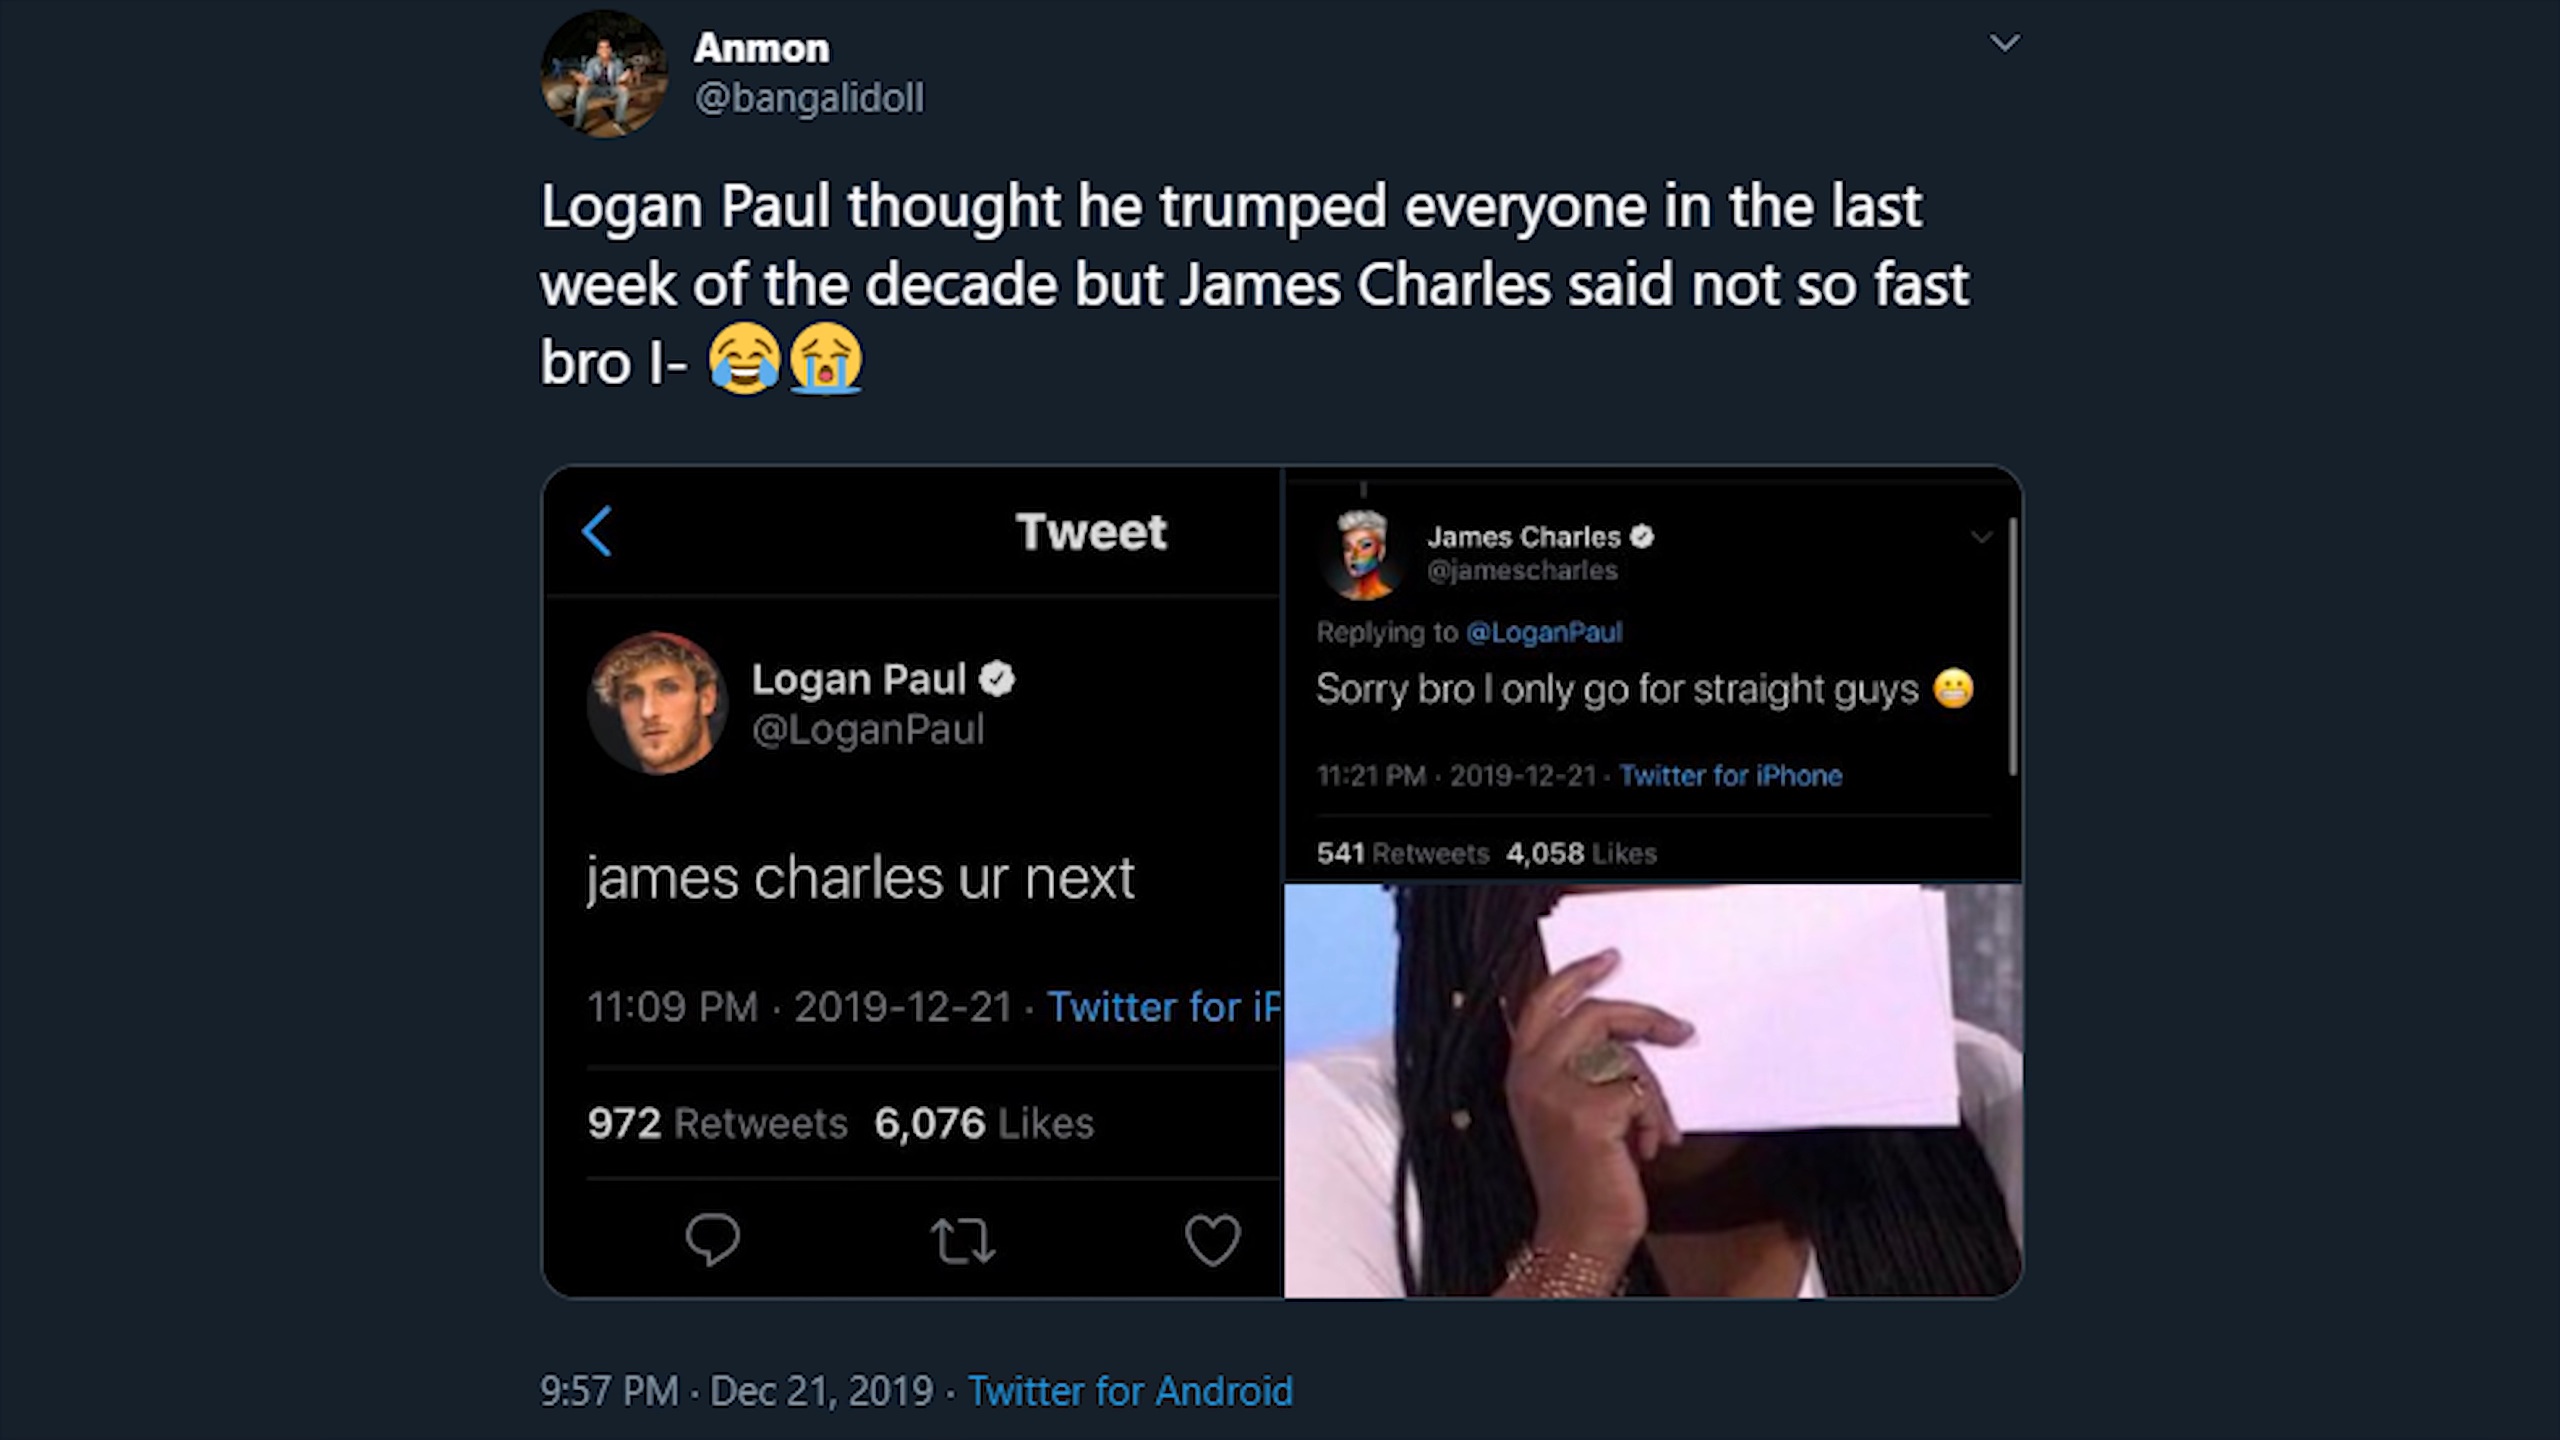 Anmon
@bangalidoll
Logan Paul thought he trumped everyone in the last
week of the decade but James Charles said not so fast
bro I- 😂😭
Tweet
Logan Paul
@LoganPaul
james charles ur next
11:09 PM · 2019-12-21 · Twitter for iP
972 Retweets 6,076 Likes
James Charles
@jamescharles
Replying to @LoganPaul
Sorry bro I only go for straight guys 😬
11:21 PM · 2019-12-21 · Twitter for iPhone
541 Retweets 4,058 Likes
9:57 PM · Dec 21, 2019 · Twitter for Android